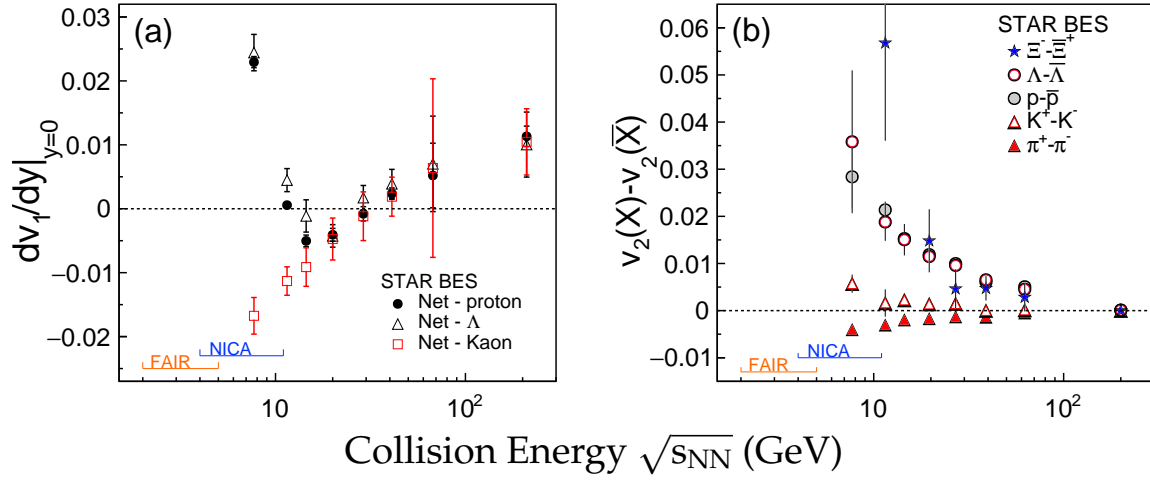 (a)
0.03
0.02
0.01
0
−0.01
−0.02
dv₁/dy|y=0
STAR BES
Net - proton
Net - Λ
Net - Kaon
NICA
FAIR
10
10²
(b)
0.06
0.05
0.04
0.03
0.02
0.01
0
−0.01
v₂(X)-v₂(X̅)
STAR BES
Ξ⁻-Ξ̅⁺
Λ-Λ̅
p-p̅
K⁺-K⁻
π⁺-π⁻
NICA
FAIR
10
10²
Collision Energy √sNN (GeV)